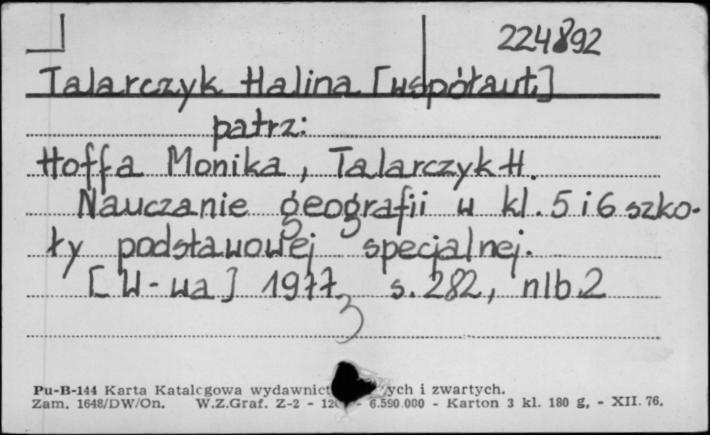 224892
Talarczyk Halina [współaut.]
patrz:
Hoffa Monika, Talarczyk H.
Nauczanie geografii w kl. 5 i 6 szko-
ły podstawowej specjalnej.
[W-wa] 1977, s. 282, nlb. 2
Pu-B-144 Karta Katalogowa ych i zwartych.
Zam. 1648/DW/On. W.Z.Graf. Z-2 - 6.590.000 - Karton 3 kl. 180 g, - XII. 76.